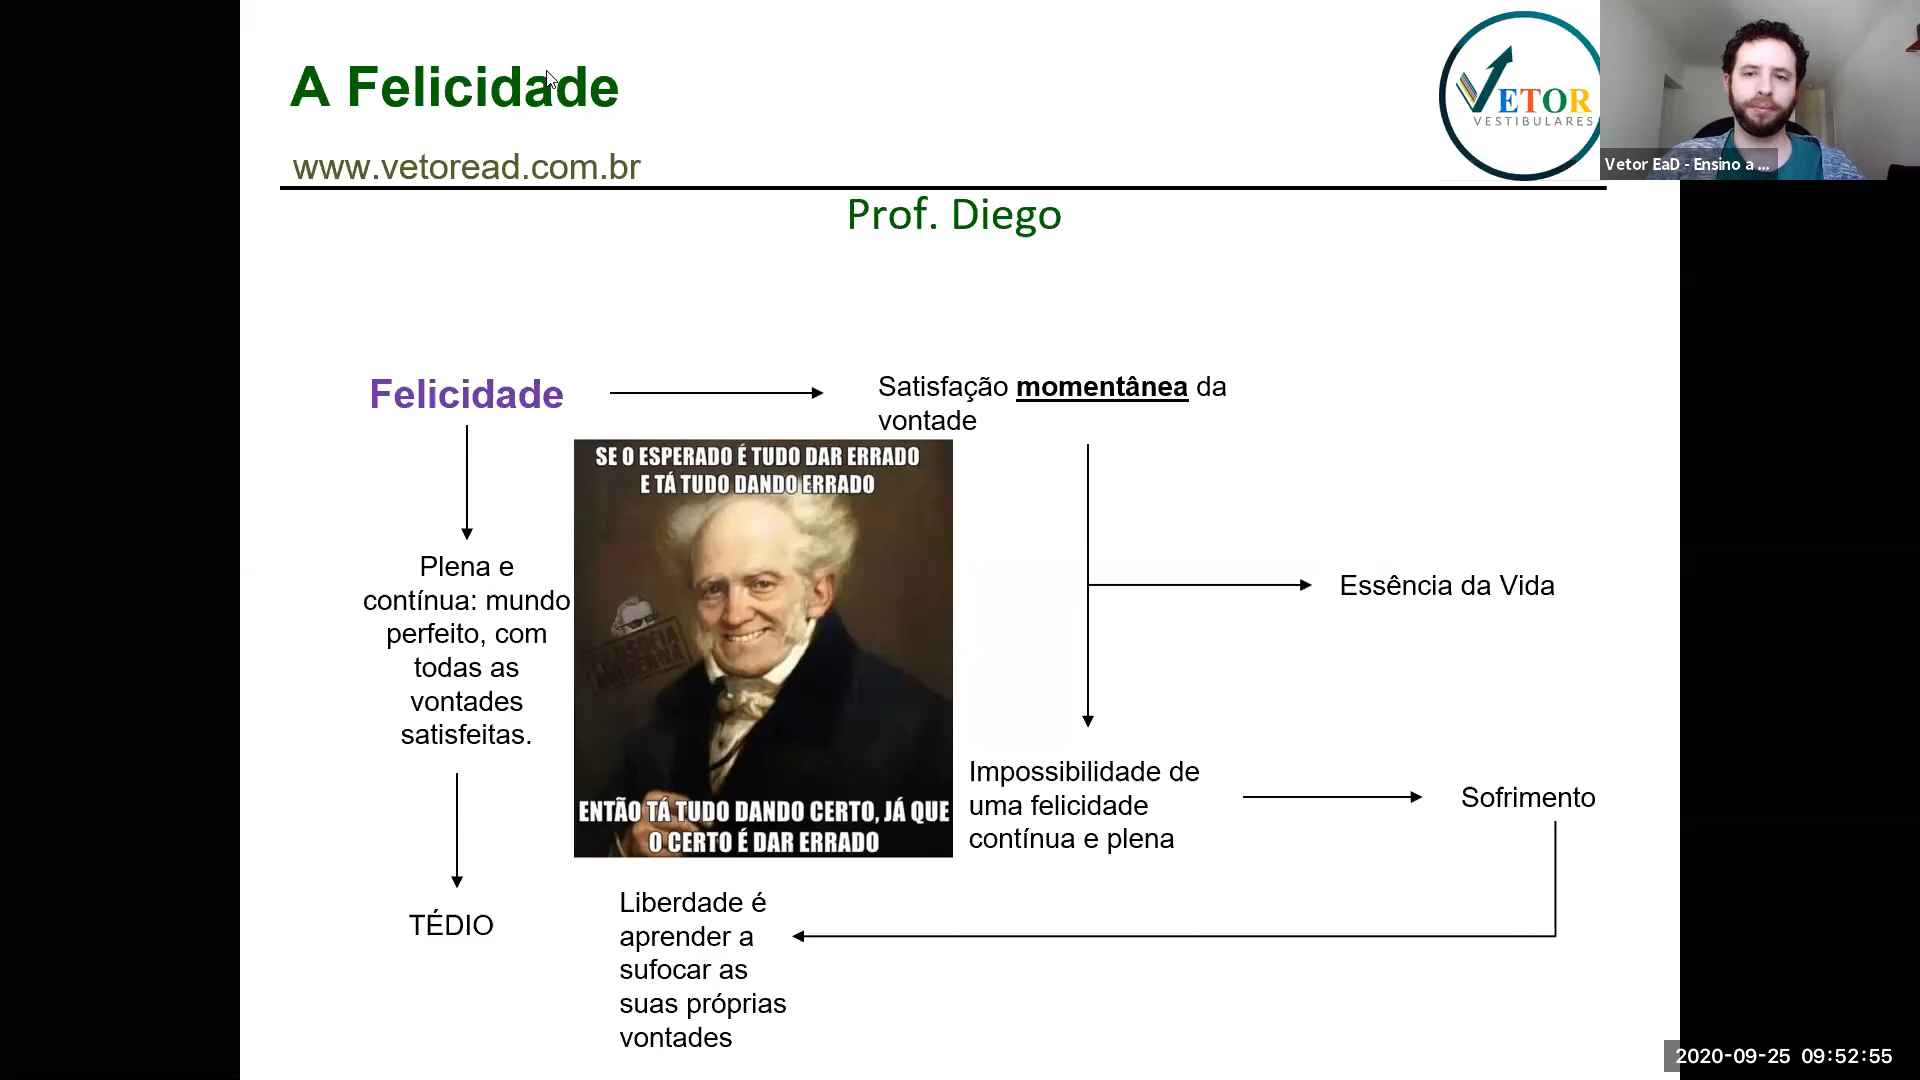 A Felicidade
www.vetoread.com.br
VETOR
VESTIBULARES
Vetor EaD - Ensino a ...
Prof. Diego
Felicidade
Satisfação momentânea da
vontade
SE O ESPERADO É TUDO DAR ERRADO
E TÁ TUDO DANDO ERRADO
Plena e
contínua: mundo
perfeito, com
todas as
vontades
satisfeitas.
Essência da Vida
ENTÃO TÁ TUDO DANDO CERTO, JÁ QUE
O CERTO É DAR ERRADO
Impossibilidade de
uma felicidade
contínua e plena
Sofrimento
TÉDIO
Liberdade é
aprender a
sufocar as
suas próprias
vontades
2020-09-25 09:52:55